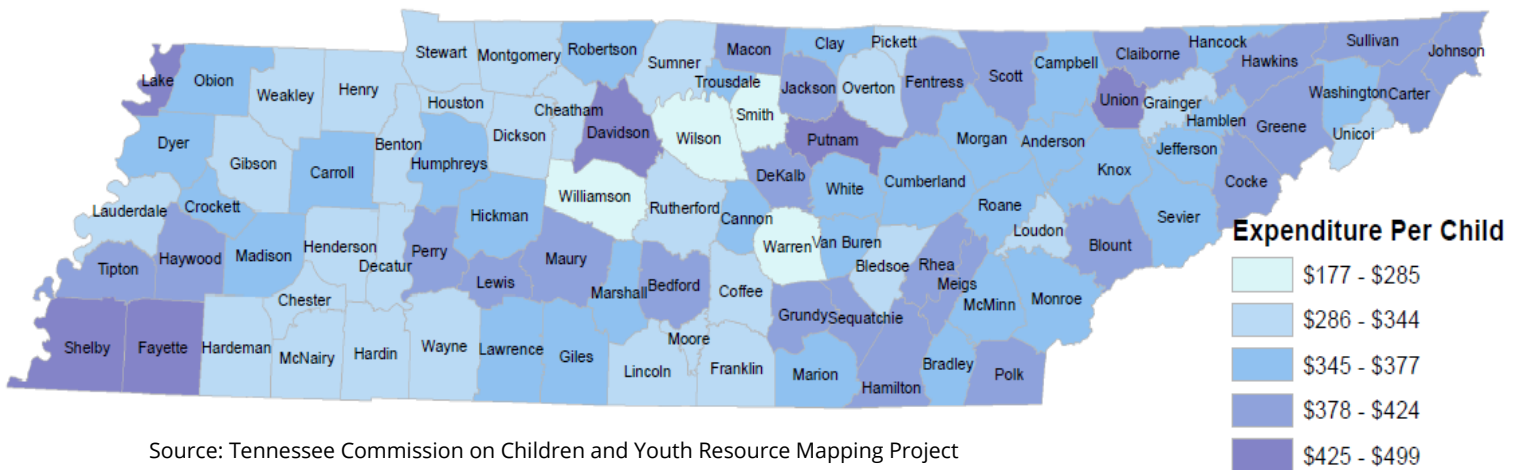 Stewart
Montgomery
Robertson
Sumner
Macon
Clay
Pickett
Claiborne
Hancock
Sullivan
Johnson
Lake
Obion
Weakley
Henry
Houston
Cheatham
Trousdale
Jackson
Overton
Fentress
Scott
Campbell
Hawkins
Union
Grainger
Washington
Carter
Dyer
Gibson
Carroll
Benton
Humphreys
Dickson
Davidson
Wilson
Smith
Putnam
Morgan
Anderson
Hamblen
Greene
Unicoi
Lauderdale
Crockett
Hickman
Williamson
Rutherford
Cannon
DeKalb
White
Cumberland
Roane
Knox
Jefferson
Cocke
Sevier
Tipton
Haywood
Madison
Henderson
Decatur
Perry
Lewis
Maury
Marshall
Bedford
Coffee
Warren
Van Buren
Bledsoe
Rhea
Meigs
Loudon
Blount
McMinn
Monroe
Chester
Shelby
Fayette
Hardeman
McNairy
Hardin
Wayne
Lawrence
Giles
Lincoln
Moore
Franklin
Grundy
Sequatchie
Marion
Hamilton
Bradley
Polk
Expenditure Per Child
$177 - $285
$286 - $344
$345 - $377
$378 - $424
$425 - $499
Source: Tennessee Commission on Children and Youth Resource Mapping Project